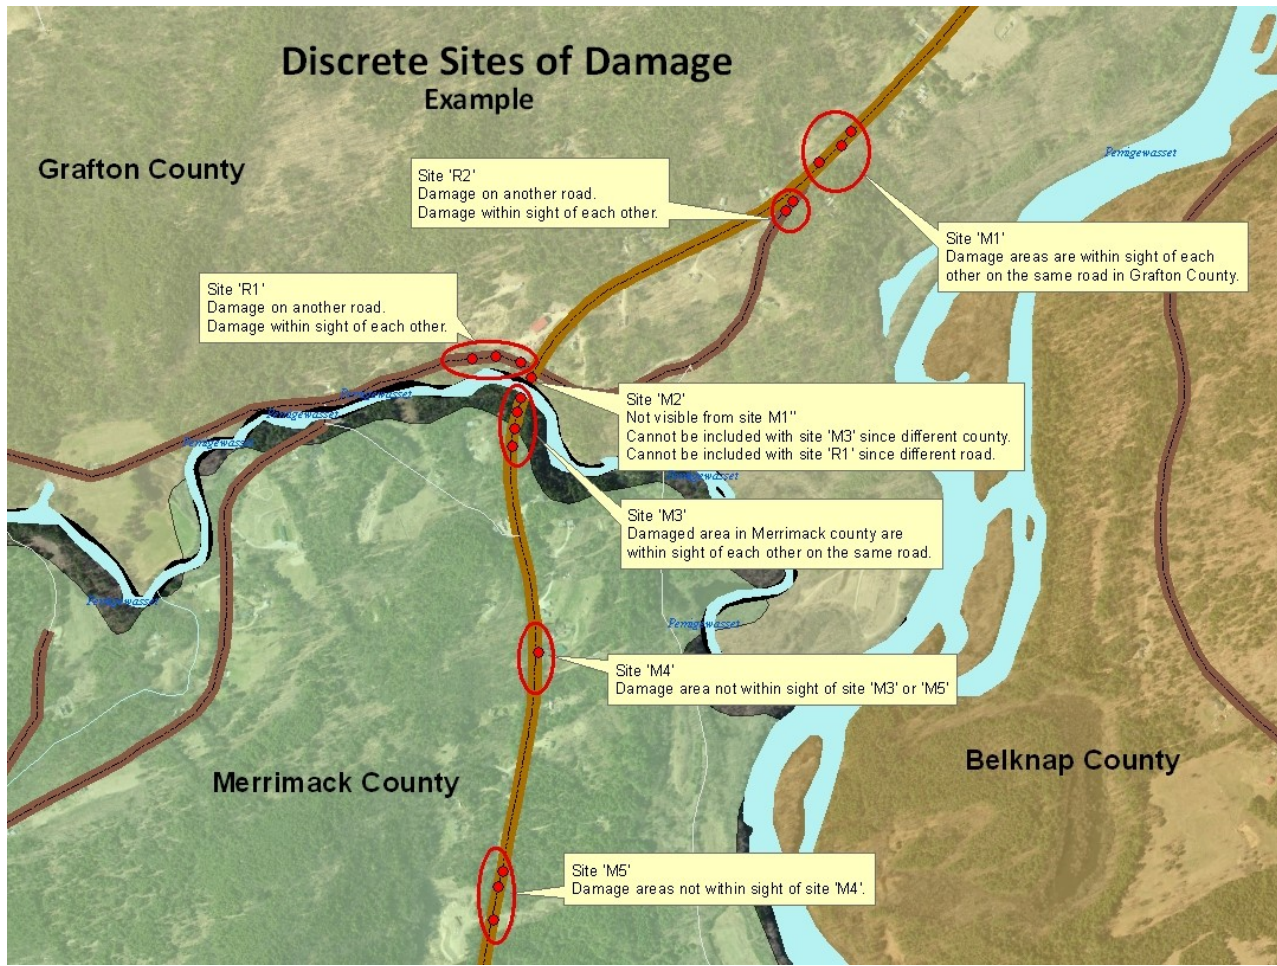 Discrete Sites of Damage
Example
Grafton County
Pemigewasset
Site 'R2'
Damage on another road.
Damage within sight of each other.
Site 'M1'
Damage areas are within sight of each
other on the same road in Grafton County.
Site 'R1'
Damage on another road.
Damage within sight of each other.
Pemigewasset
Pemigewasset
Pemigewasset
Site 'M2'
Not visible from site M1"
Cannot be included with site 'M3' since different county.
Cannot be included with site 'R1' since different road.
Pemigewasset
Site 'M3'
Damaged area in Merrimack county are
within sight of each other on the same road.
Pemigewasset
Pemigewasset
Site 'M4'
Damage area not within sight of site 'M3' or 'M5'
Merrimack County
Belknap County
Site 'M5'
Damage areas not within sight of site 'M4'.